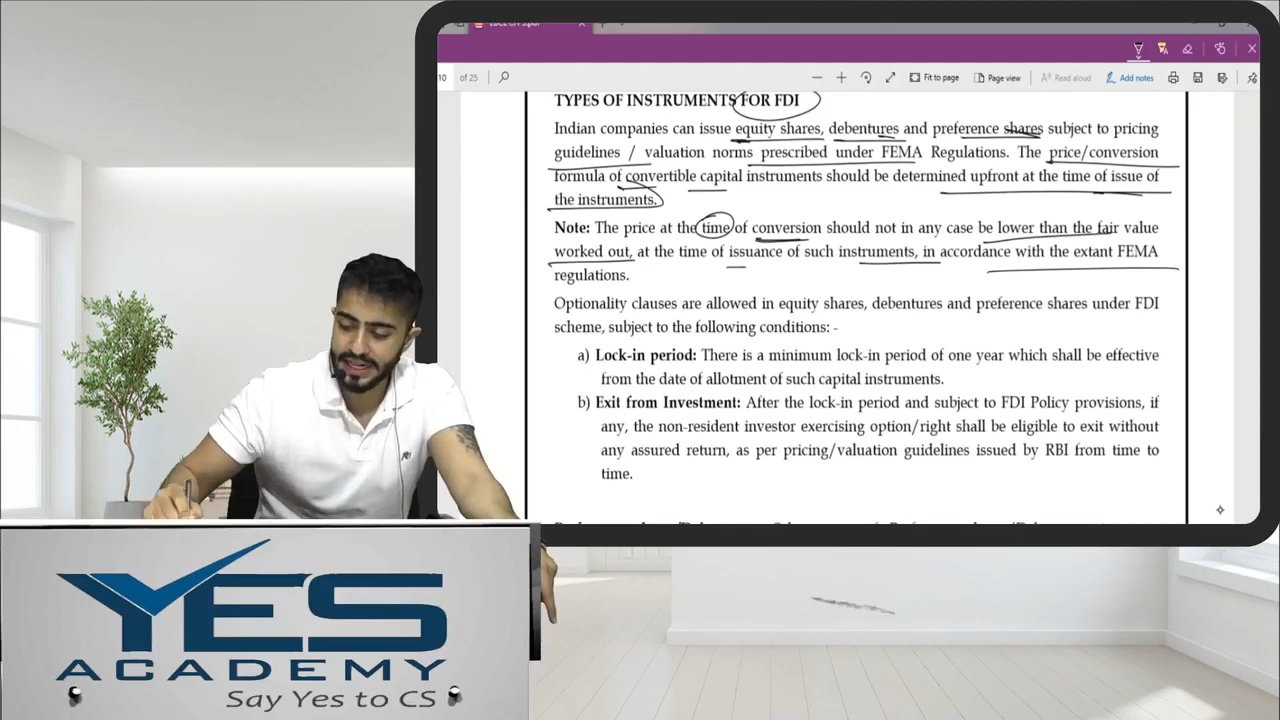 10 of 25
Fit to page
Page view
Read aloud
Add notes
TYPES OF INSTRUMENTS FOR FDI
Indian companies can issue equity shares, debentures and preference shares subject to pricing
guidelines / valuation norms prescribed under FEMA Regulations. The price/conversion
formula of convertible capital instruments should be determined upfront at the time of issue of
the instruments.
Note: The price at the time of conversion should not in any case be lower than the fair value
worked out, at the time of issuance of such instruments, in accordance with the extant FEMA
regulations.
Optionality clauses are allowed in equity shares, debentures and preference shares under FDI
scheme, subject to the following conditions: -
a) Lock-in period: There is a minimum lock-in period of one year which shall be effective
from the date of allotment of such capital instruments.
b) Exit from Investment: After the lock-in period and subject to FDI Policy provisions, if
any, the non-resident investor exercising option/right shall be eligible to exit without
any assured return, as per pricing/valuation guidelines issued by RBI from time to
time.
YES
ACADEMY
Say Yes to CS